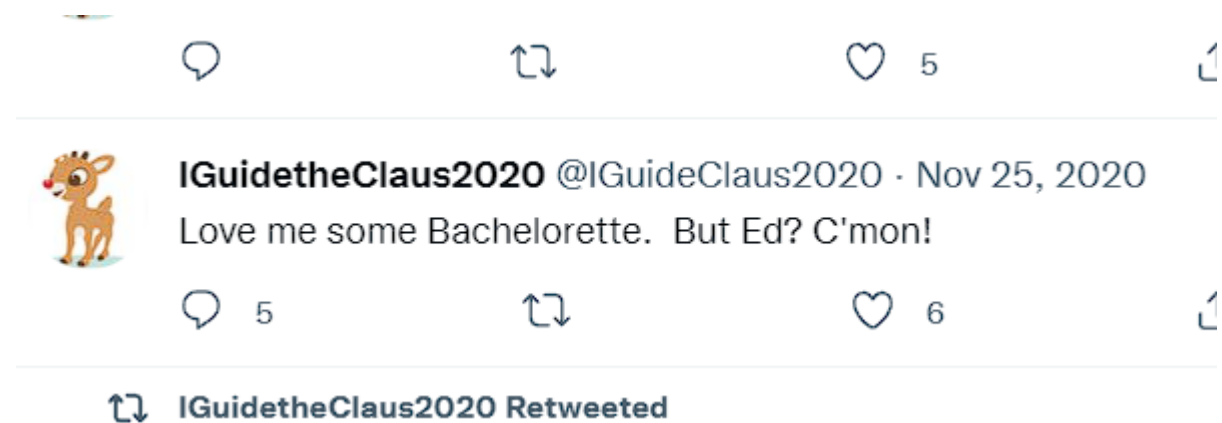 5
IGuidetheClaus2020 @IGuideClaus2020 · Nov 25, 2020
Love me some Bachelorette.  But Ed? C'mon!
5 6
IGuidetheClaus2020 Retweeted